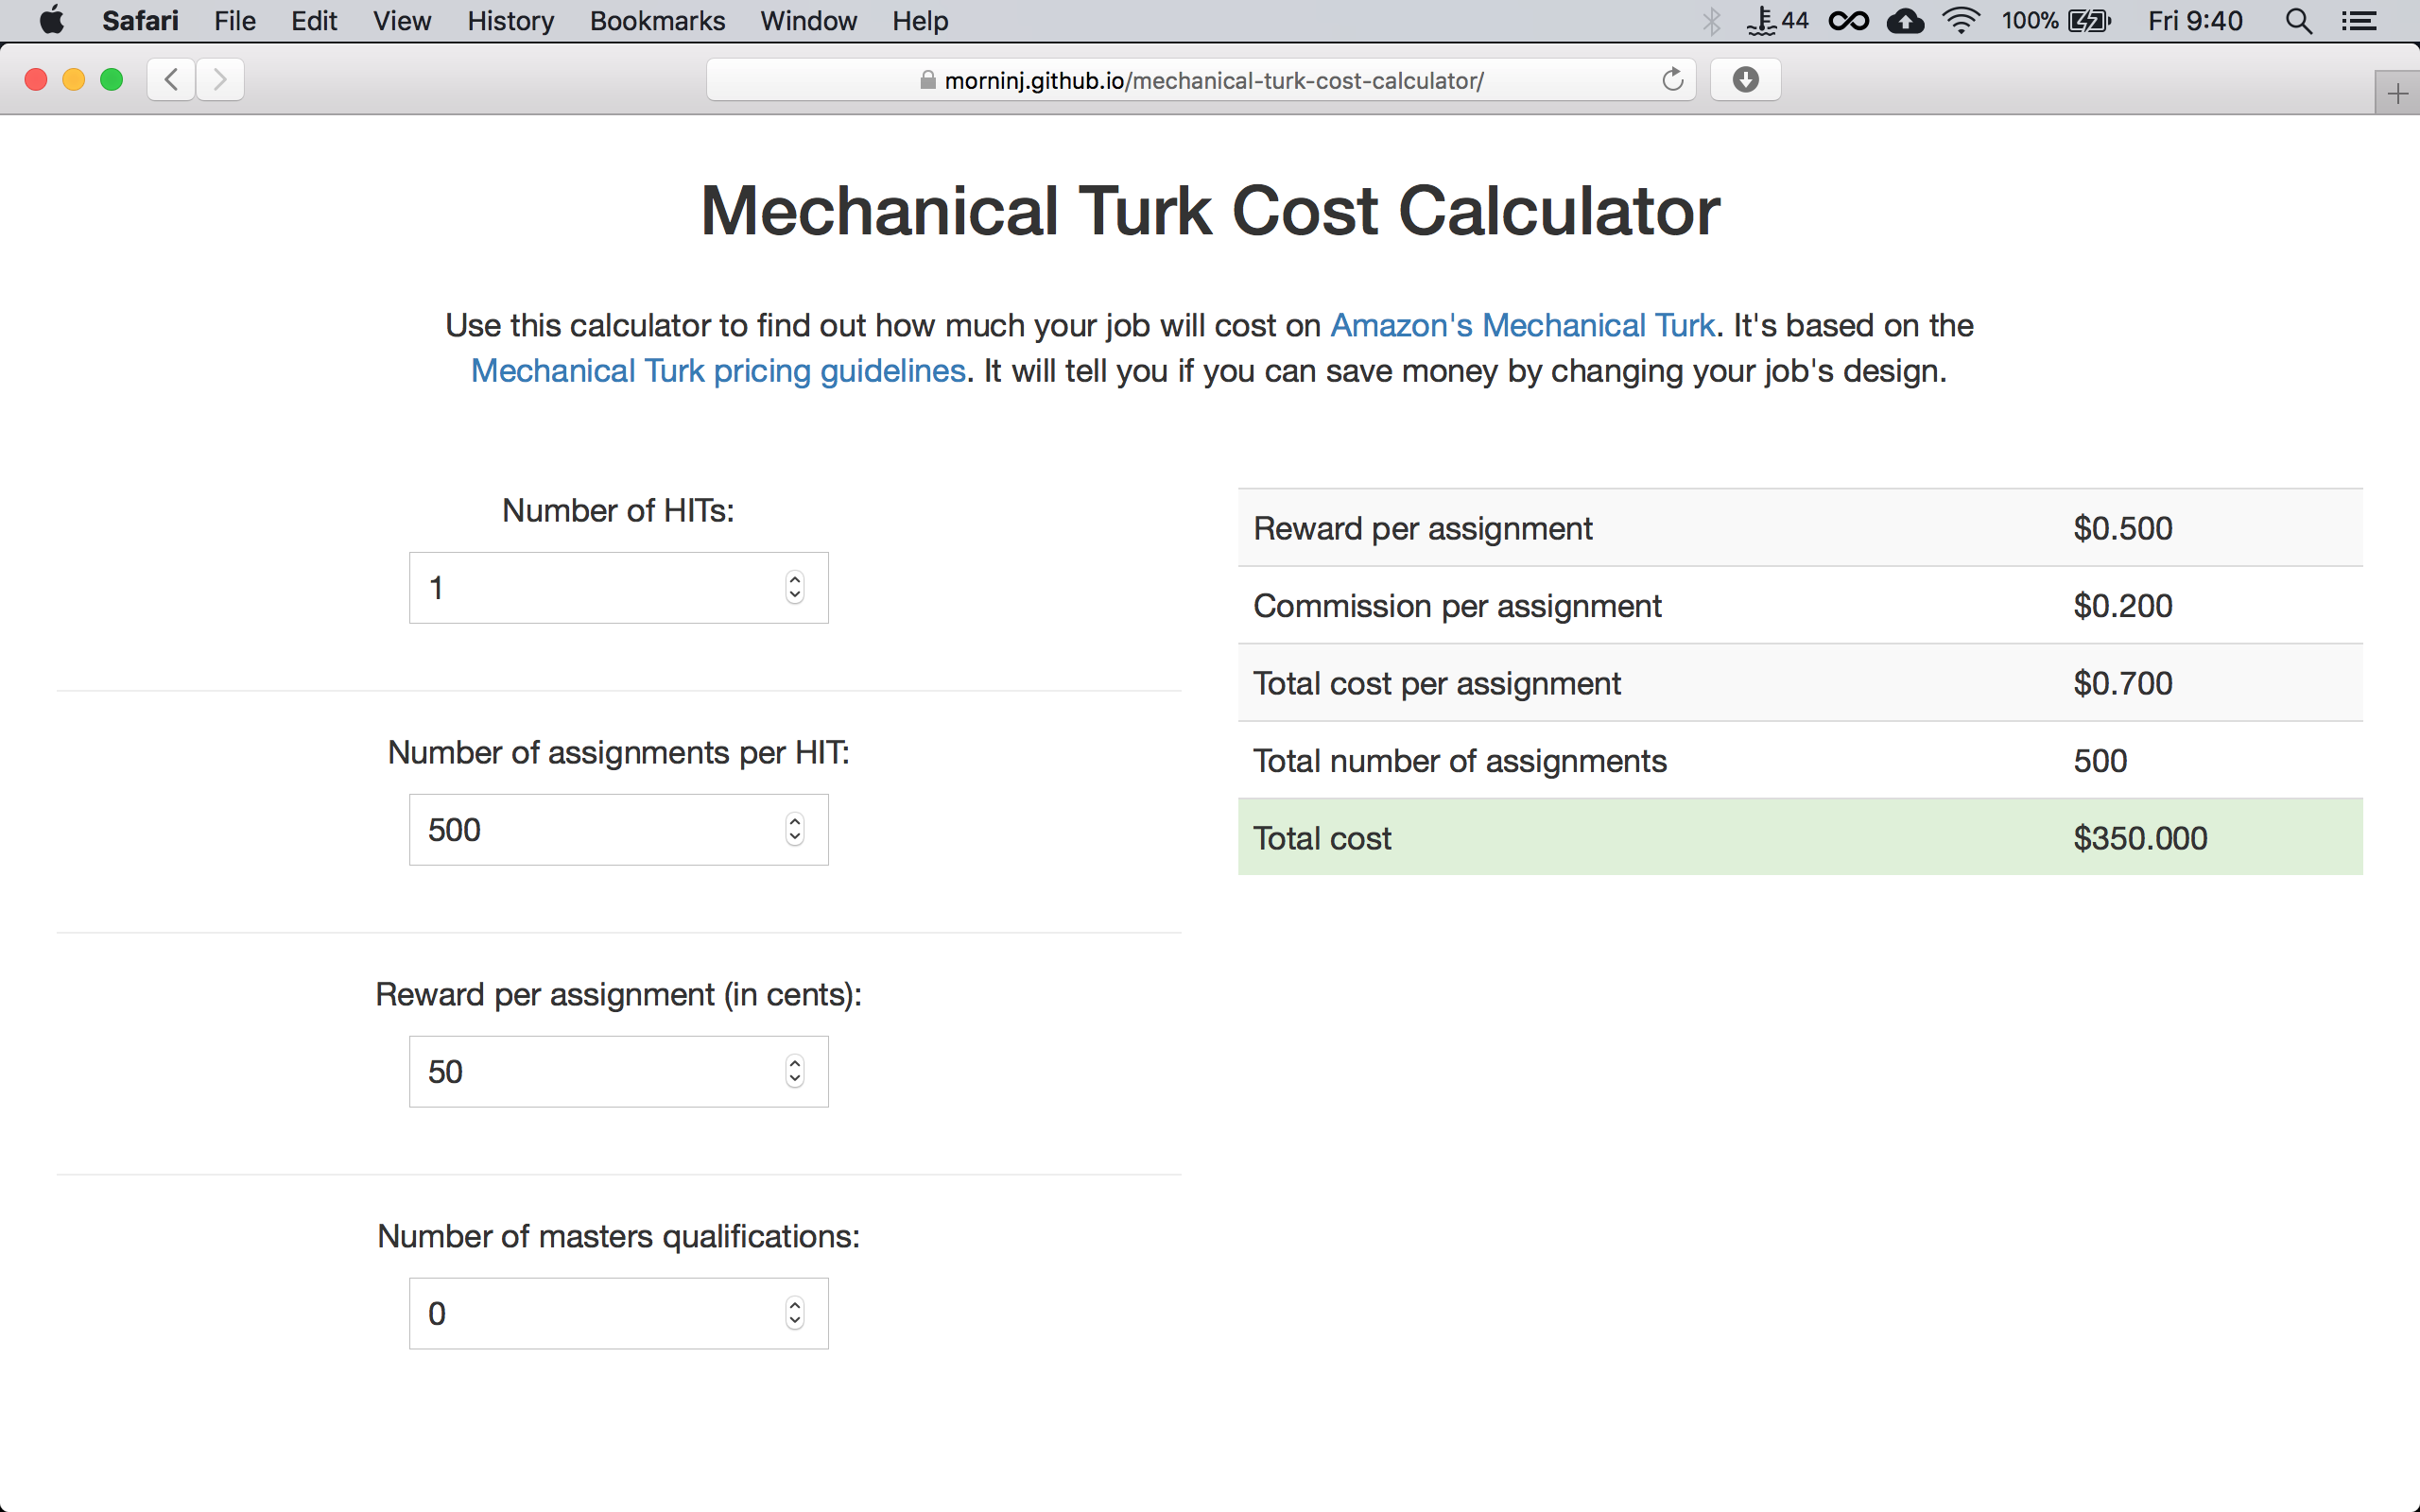 Safari File Edit View History Bookmarks Window Help 44 100% Fri 9:40
morninj.github.io/mechanical-turk-cost-calculator/
Mechanical Turk Cost Calculator
Use this calculator to find out how much your job will cost on Amazon's Mechanical Turk. It's based on the
Mechanical Turk pricing guidelines. It will tell you if you can save money by changing your job's design.
Number of HITs:
1
Number of assignments per HIT:
500
Reward per assignment (in cents):
50
Number of masters qualifications:
0
Reward per assignment $0.500
Commission per assignment $0.200
Total cost per assignment $0.700
Total number of assignments 500
Total cost $350.000